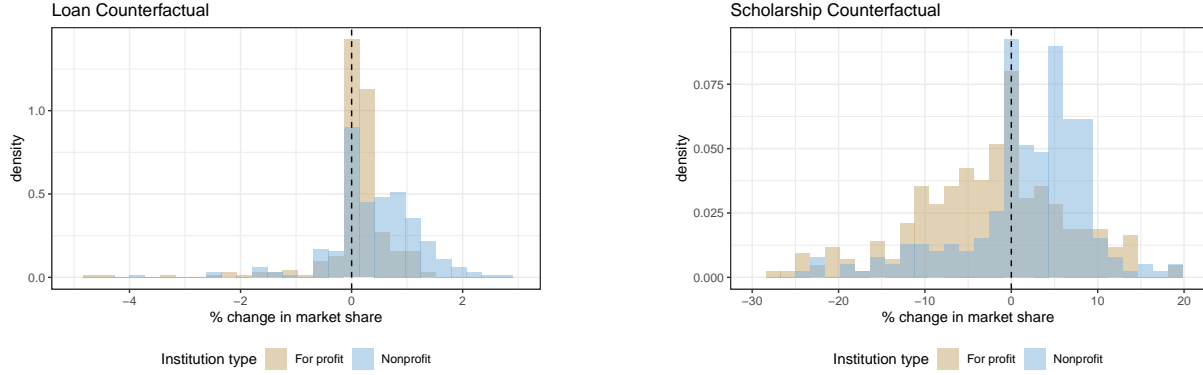 Loan Counterfactual
1.0
0.5
0.0
density
−4
−2
0
2
% change in market share
Institution type For profit Nonprofit
Scholarship Counterfactual
0.075
0.050
0.025
0.000
density
−30
−20
−10
0
10
20
% change in market share
Institution type For profit Nonprofit